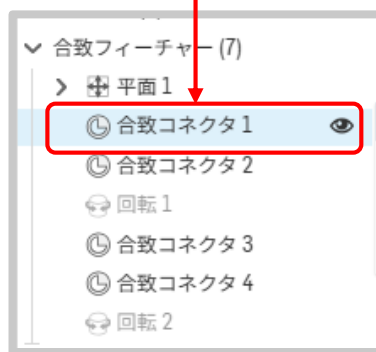 合致フィーチャー (7)
平面 1
合致コネクタ 1
合致コネクタ 2
回転 1
合致コネクタ 3
合致コネクタ 4
回転 2